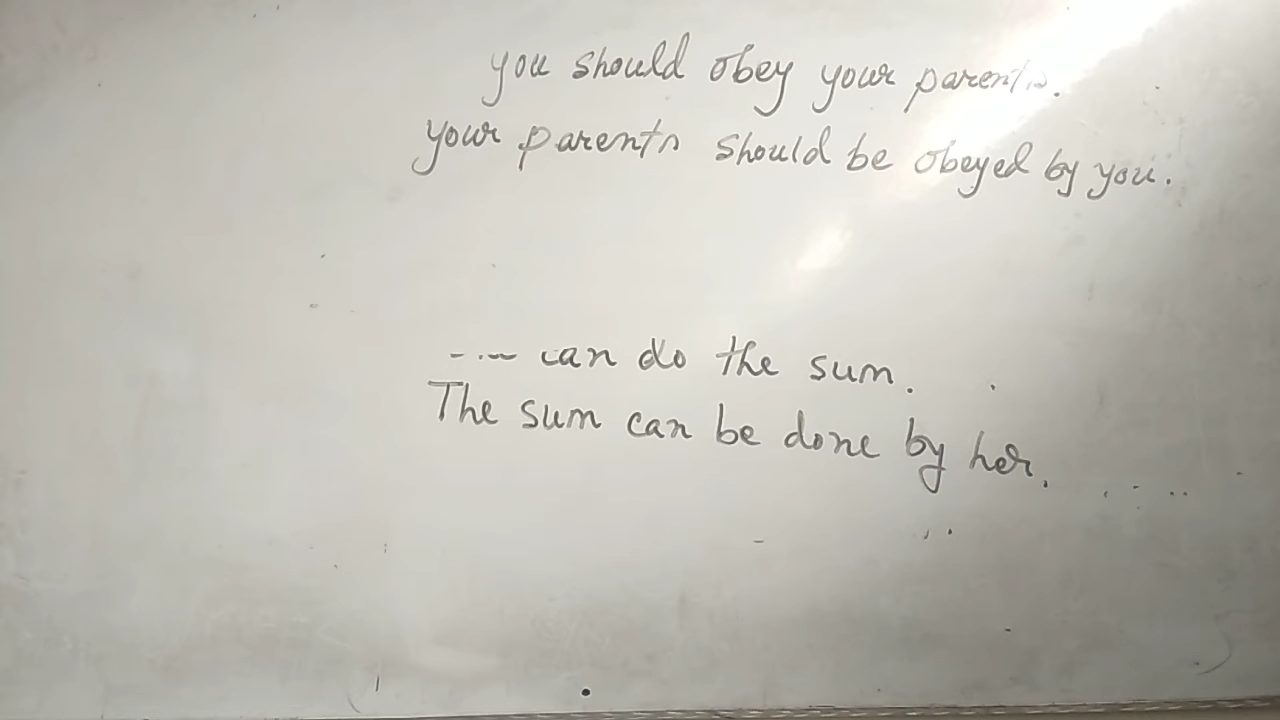 you should obey your parents.
your parents should be obeyed by you.
can do the sum.
The sum can be done by her.